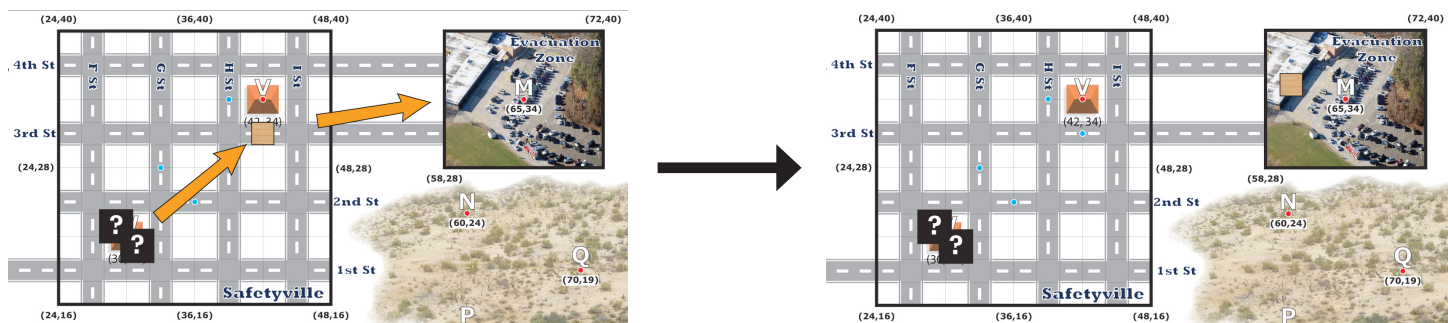 (24,40)
(36,40)
(48,40)
(72,40)
Evacuation
Zone
4th St
F St
G St
H St
I St
V
M
(65,34)
3rd St
(24,28)
(48,28)
(58,28)
N
(60,24)
2nd St
?
?
Q
(70,19)
1st St
Safetyville
P
(24,16)
(36,16)
(48,16)
(24,40)
(36,40)
(48,40)
(72,40)
Evacuation
Zone
4th St
F St
G St
H St
I St
V
(42,34)
M
(65,34)
3rd St
(24,28)
(48,28)
(58,28)
N
(60,24)
2nd St
?
?
Q
(70,19)
1st St
Safetyville
P
(24,16)
(36,16)
(48,16)